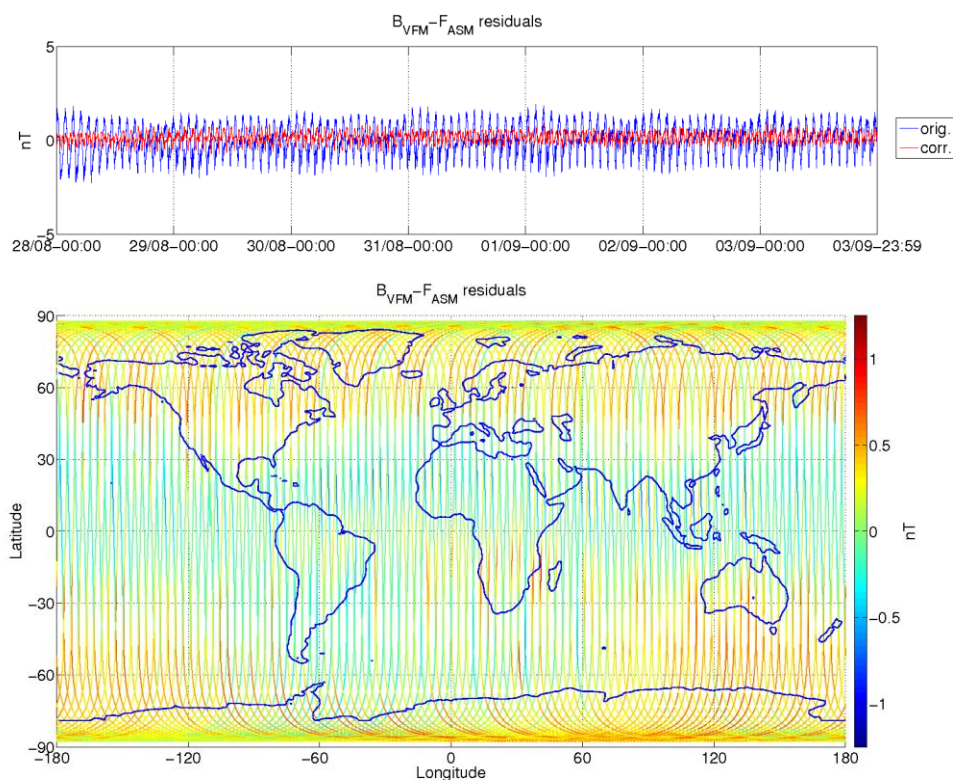 B_VFM−F_ASM residuals
5
0
−5
nT
28/08−00:00 29/08−00:00 30/08−00:00 31/08−00:00 01/09−00:00 02/09−00:00 03/09−00:00 03/09−23:59
orig.
corr.
B_VFM−F_ASM residuals
90
60
30
0
−30
−60
−90
Latitude
−180 −120 −60 0 60 120 180
Longitude
1
0.5
0
−0.5
−1
nT